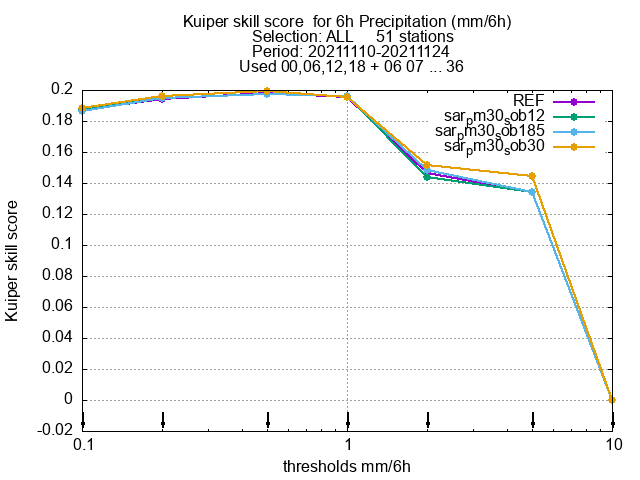 Kuiper skill score  for 6h Precipitation (mm/6h)
Selection: ALL     51 stations
Period: 20211110-20211124
Used 00,06,12,18 + 06 07 ... 36
REF
sar_pm30_sob12
sar_pm30_sob185
sar_pm30_sob30
0.2
0.18
0.16
0.14
0.12
0.1
0.08
0.06
0.04
0.02
0
-0.02
Kuiper skill score
0.1
1
10
thresholds mm/6h